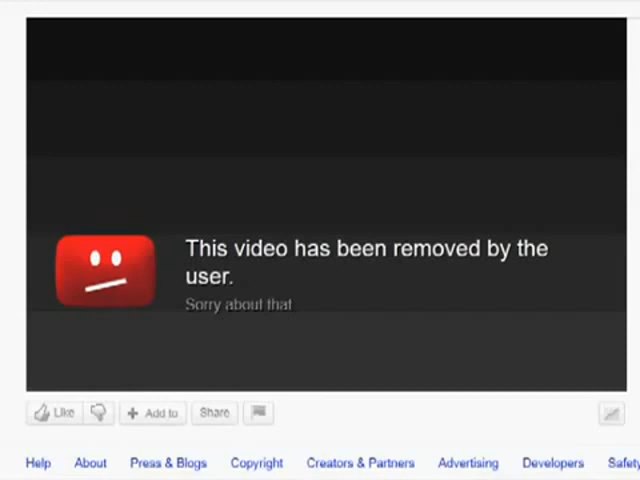 This video has been removed by the
user.
Sorry about that
Like Add to Share
Help About Press & Blogs Copyright Creators & Partners Advertising Developers Safety